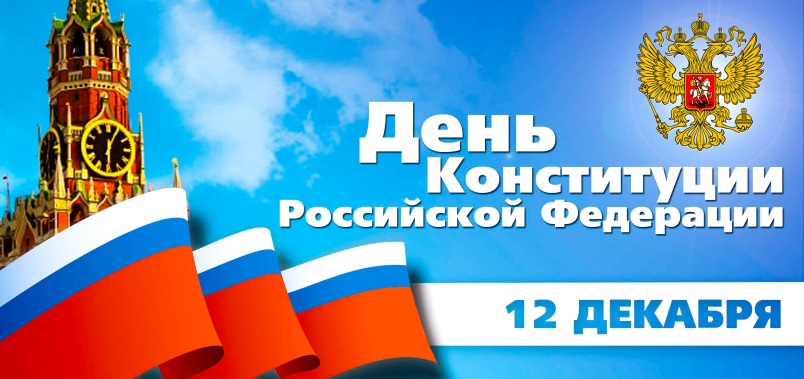 День
Конституции
Российской Федерации
12 ДЕКАБРЯ